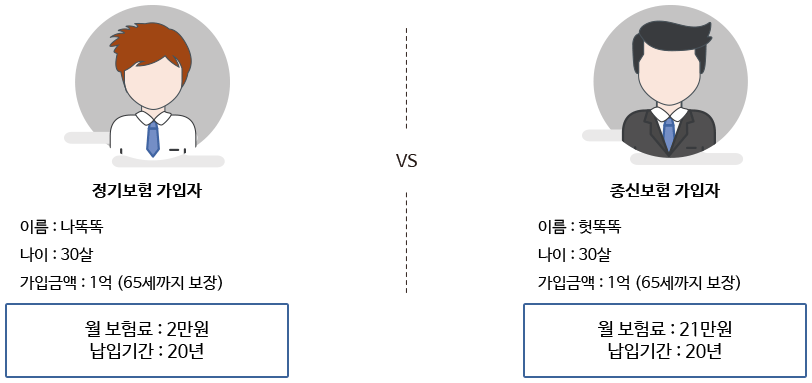 VS
정기보험 가입자
이름 : 나똑똑
나이 : 30살
가입금액 : 1억 (65세까지 보장)
월 보험료 : 2만원
납입기간 : 20년
종신보험 가입자
이름 : 헛똑똑
나이 : 30살
가입금액 : 1억 (65세까지 보장)
월 보험료 : 21만원
납입기간 : 20년